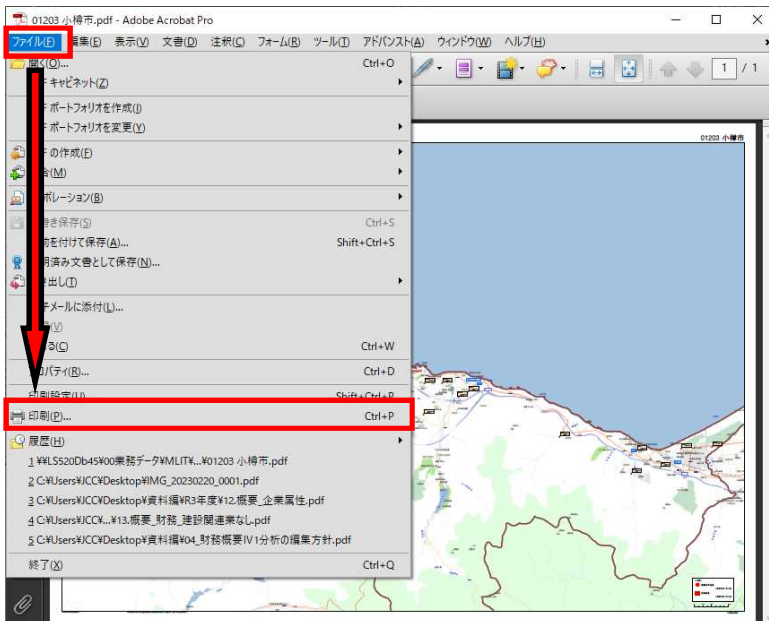 01203 小樽市.pdf - Adobe Acrobat Pro
ファイル(F) 編集(E) 表示(V) 文書(D) 注釈(C) フォーム(R) ツール(T) アドバンスト(A) ウィンドウ(W) ヘルプ(H)
開く(O)... Ctrl+O
1 / 1
キャビネット(Z)
ポートフォリオを作成(I)
ポートフォリオを変更(Y)
01203 小樽市
の作成(F)
合(M)
ボレーション(B)
書き保存(S) Ctrl+S
前を付けて保存(A)... Shift+Ctrl+S
明済み文書として保存(N)...
き出し(T)
子メールに添付(L)...
(V)
る(C) Ctrl+W
ロパティ(R)... Ctrl+D
印刷設定(U)... Shift+Ctrl+P
印刷(P)... Ctrl+P
履歴(H)
1 ¥¥LS520Db45¥00業務データ¥MLIT¥...¥01203 小樽市.pdf
2 C:¥Users¥JCC¥Desktop¥IMG_20230220_0001.pdf
3 C:¥Users¥JCC¥Desktop¥資料編¥R3年度¥12.概要_企業属性.pdf
4 C:¥Users¥JCC¥...¥13.概要_財務_建設関連業なし.pdf
5 C:¥Users¥JCC¥Desktop¥資料編¥04_財務概要IV1分析の編集方針.pdf
終了(X) Ctrl+Q